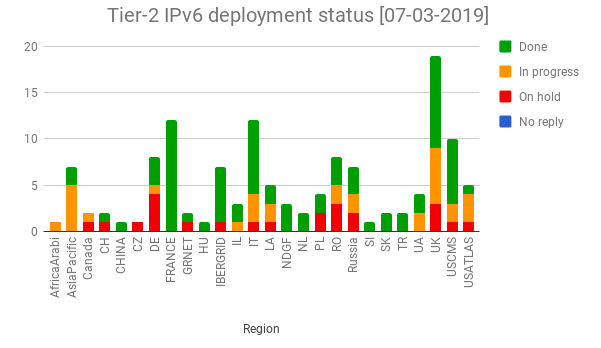 Tier-2 IPv6 deployment status [07-03-2019]
Done
In progress
On hold
No reply
20
15
10
5
0
AfricaArabi
AsiaPacific
Canada
CH
CHINA
CZ
DE
FRANCE
GRNET
HU
IBERGRID
IL
IT
LA
NDGF
NL
PL
RO
Russia
SI
SK
TR
UA
UK
USCMS
USATLAS
Region